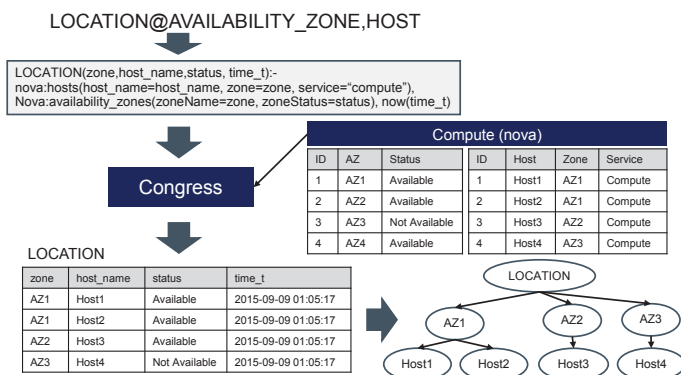 LOCATION@AVAILABILITY_ZONE,HOST
LOCATION(zone,host_name,status, time_t):-
nova:hosts(host_name=host_name, zone=zone, service=“compute”),
Nova:availability_zones(zoneName=zone, zoneStatus=status), now(time_t)
Compute (nova)
ID AZ Status
1 AZ1 Available
2 AZ2 Available
3 AZ3 Not Available
4 AZ4 Available
ID Host Zone Service
1 Host1 AZ1 Compute
2 Host2 AZ1 Compute
3 Host3 AZ2 Compute
4 Host4 AZ3 Compute
Congress
LOCATION
zone host_name status time_t
AZ1 Host1 Available 2015-09-09 01:05:17
AZ1 Host2 Available 2015-09-09 01:05:17
AZ2 Host3 Available 2015-09-09 01:05:17
AZ3 Host4 Not Available 2015-09-09 01:05:17
LOCATION
AZ1 AZ2 AZ3
Host1 Host2 Host3 Host4